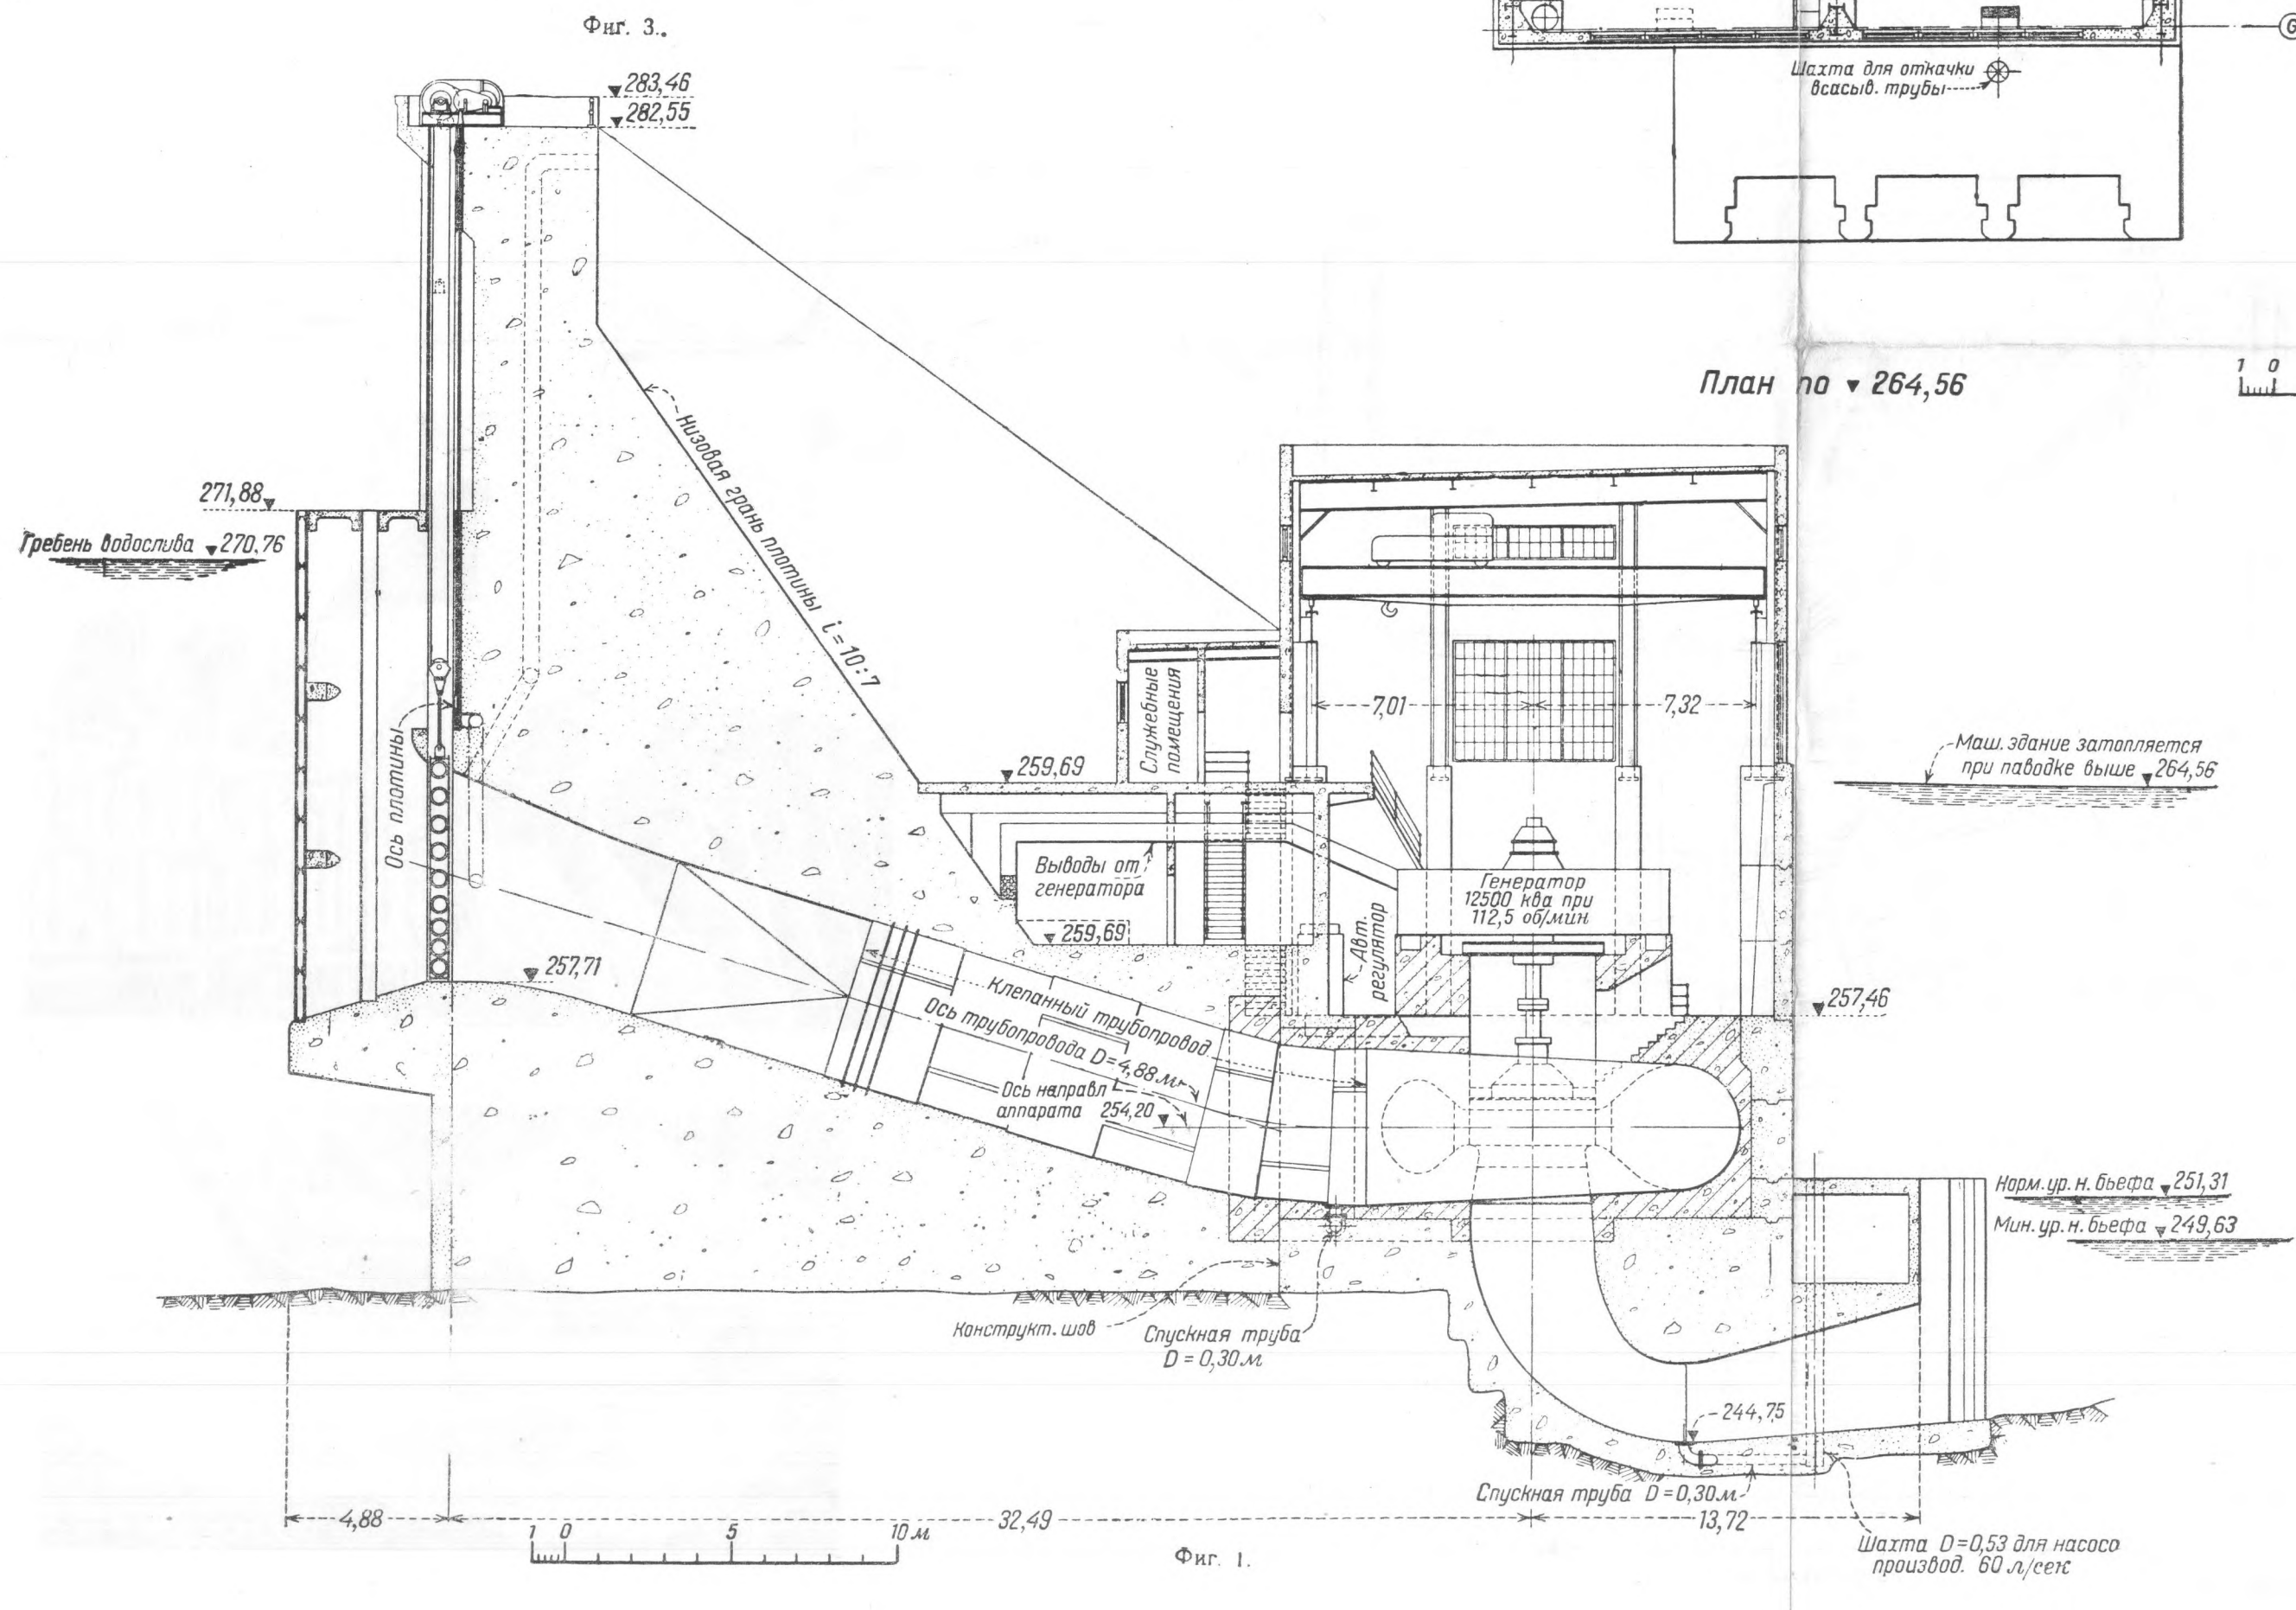 Фиг. 3.
283,46
282,55
G
Шахта для откачки
всасыв. трубы
План по 264,56
1 0
271,88
Гребень водослива 270,76
Низовая грань плотины i=10:7
Ось плотины
Служебные
помещения
7,01
7,32
Маш. здание затопляется
при паводке выше 264,56
259,69
Выводы от
генератора
Генератор
12500 ква при
112,5 об/мин
259,69
Авт.
регулятор
257,71
257,46
Клепанный трубопровод
Ось трубопровода D=4,88 м
Ось направл
аппарата 254,20
Норм. ур. н. бьефа 251,31
Мин. ур. н. бьефа 249,63
Конструкт. шов
Спускная труба
D=0,30 м
244,75
Спускная труба D=0,30 м
4,88
32,49
13,72
1 0 5 10 м
Фиг. 1.
Шахта D=0,53 для насоса
производ. 60 л/сек